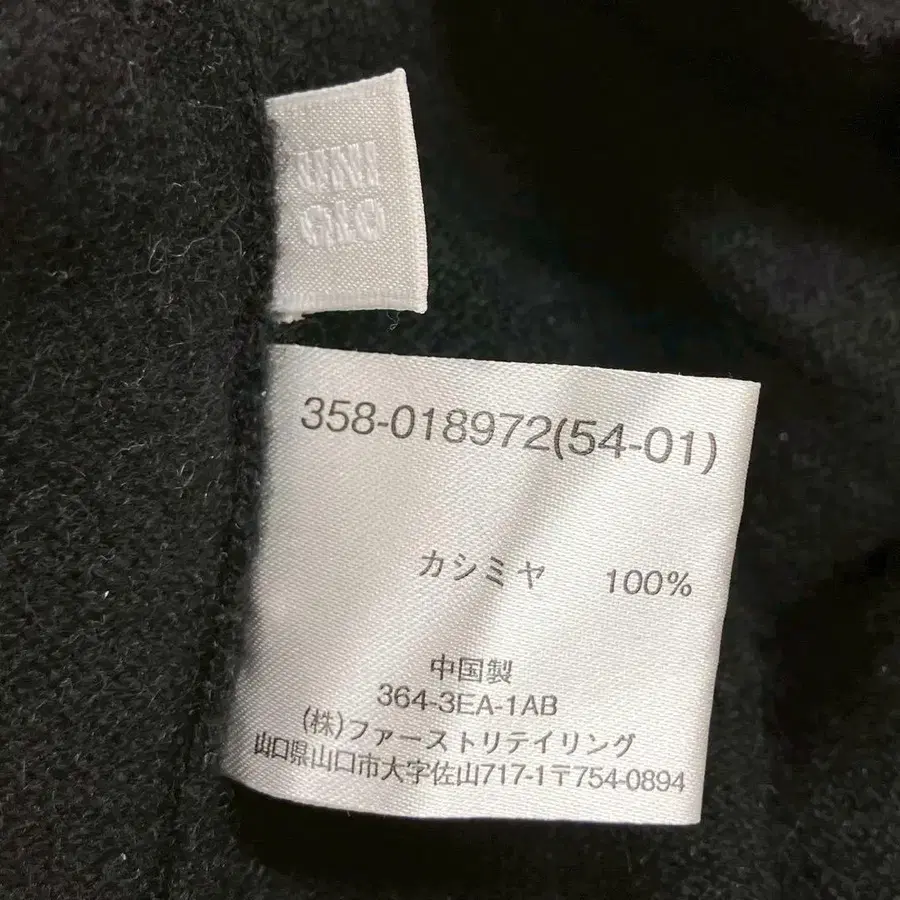 UNI
QLO
358-018972(54-01)
カシミヤ 100%
中国製
364-3EA-1AB
(株)ファーストリテイリング
山口県山口市大字佐山717-1〒754-0894